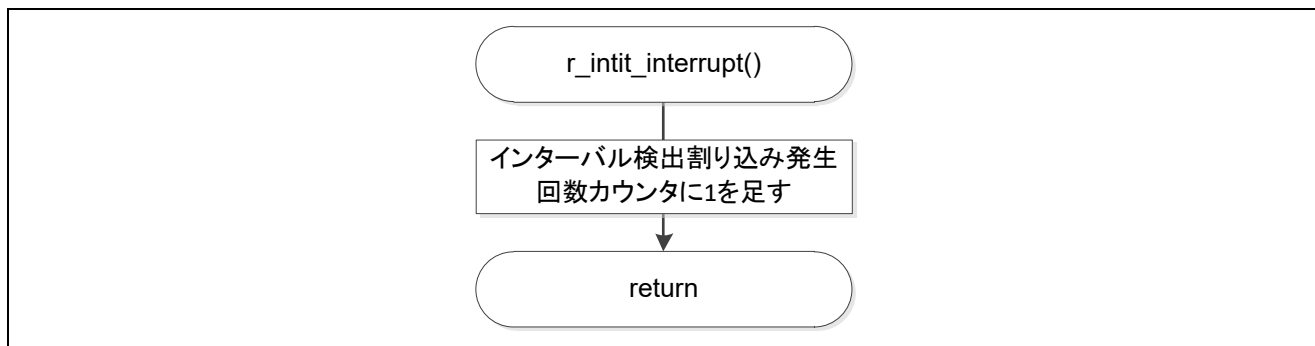 r_intit_interrupt()
インターバル検出割り込み発生
回数カウンタに1を足す
return